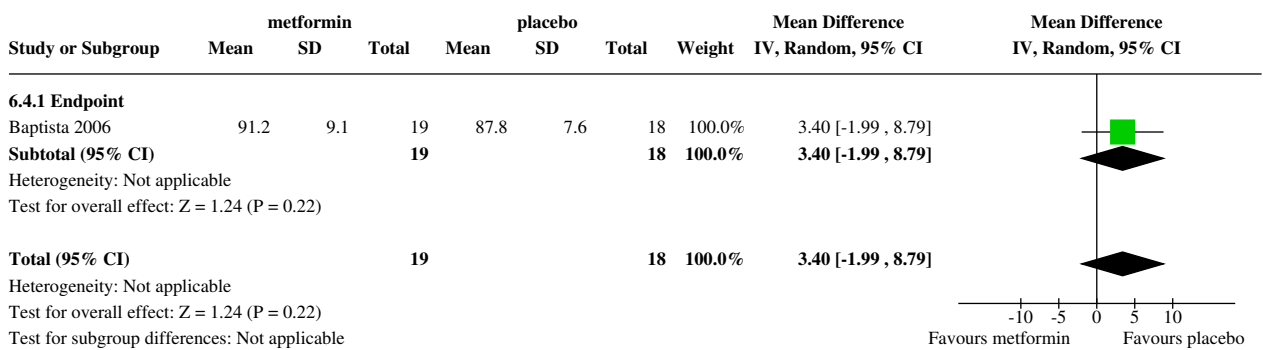 metformin placebo Mean Difference Mean Difference
Study or Subgroup Mean SD Total Mean SD Total Weight IV, Random, 95% CI IV, Random, 95% CI
6.4.1 Endpoint
Baptista 2006 91.2 9.1 19 87.8 7.6 18 100.0% 3.40 [-1.99 , 8.79]
Subtotal (95% CI) 19 18 100.0% 3.40 [-1.99 , 8.79]
Heterogeneity: Not applicable
Test for overall effect: Z = 1.24 (P = 0.22)
Total (95% CI) 19 18 100.0% 3.40 [-1.99 , 8.79]
Heterogeneity: Not applicable
Test for overall effect: Z = 1.24 (P = 0.22)
-10 -5 0 5 10
Test for subgroup differences: Not applicable Favours metformin Favours placebo